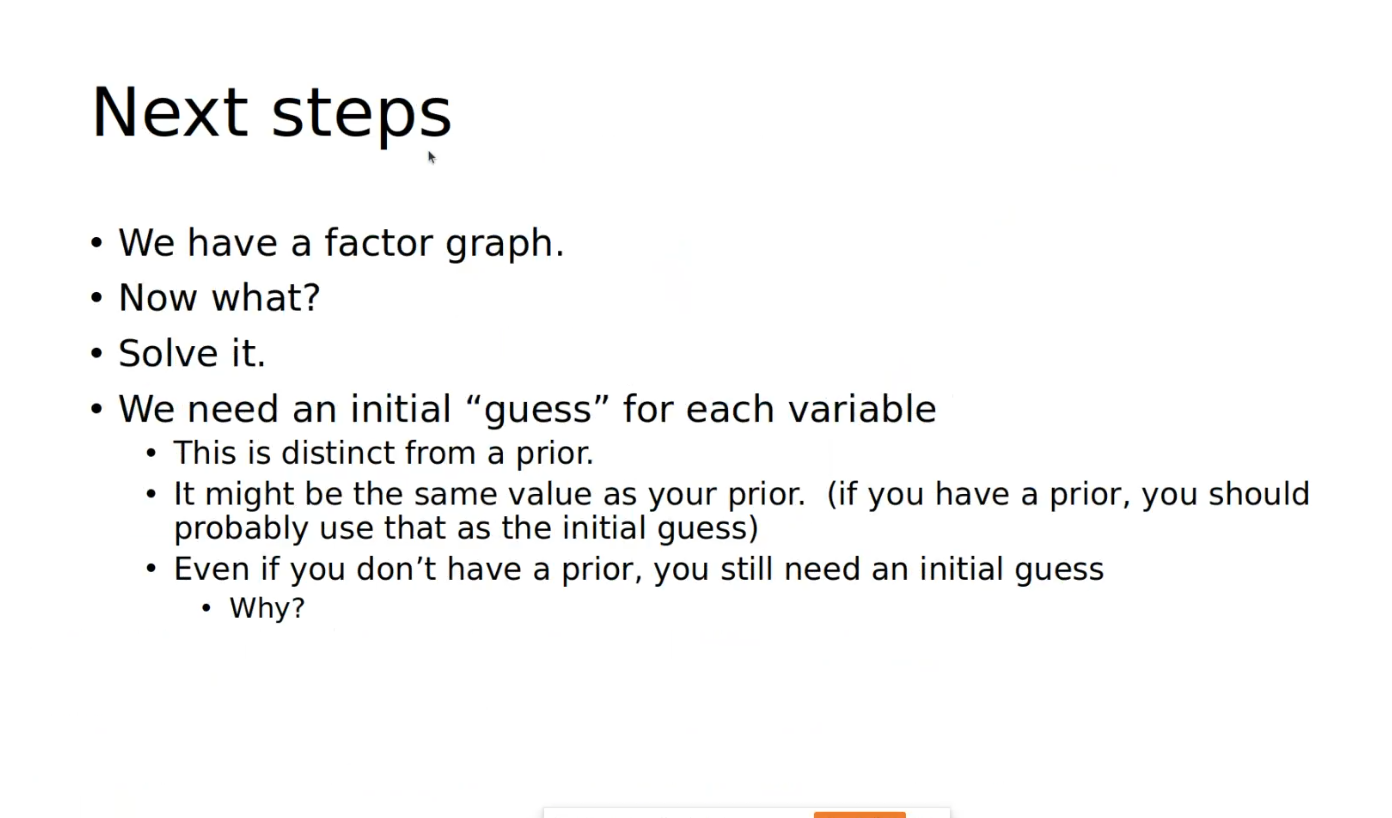 Next steps
• We have a factor graph.
• Now what?
• Solve it.
• We need an initial “guess” for each variable
• This is distinct from a prior.
• It might be the same value as your prior.  (if you have a prior, you should
probably use that as the initial guess)
• Even if you don’t have a prior, you still need an initial guess
• Why?